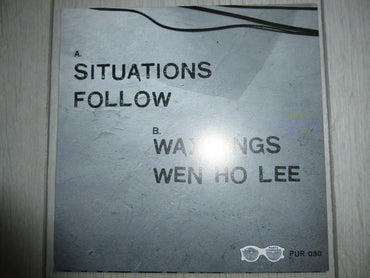 A.
SITUATIONS
FOLLOW
B.
WEN HO LEE
PUR 030